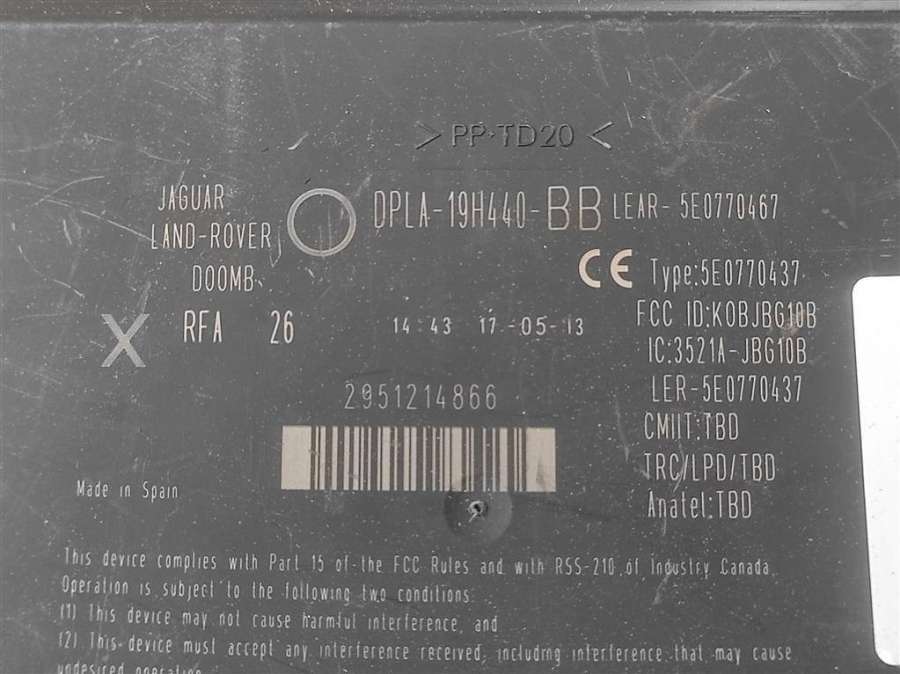 > PP-TD20 <
JAGUAR
LAND-ROVER
DOOMB
DPLA-19H440-BB LEAR- 5E0770467
CE Type:5E0770437
X RFA 26 14 43 17-05-13
FCC ID:KOBJBG10B
IC:3521A-JBG10B
LER-5E0770437
2951214866
CMIIT:TBD
TRC/LPD/TBD
Anatel:TBD
Made in Spain
This device complies with Part 15 of the FCC Rules and with RSS-210 of Industry Canada
Operation is subject to the following two conditions:
(1) This device may not cause harmful interference, and
(2) This device must accept any interference received, including interference that may cause
undesired operation